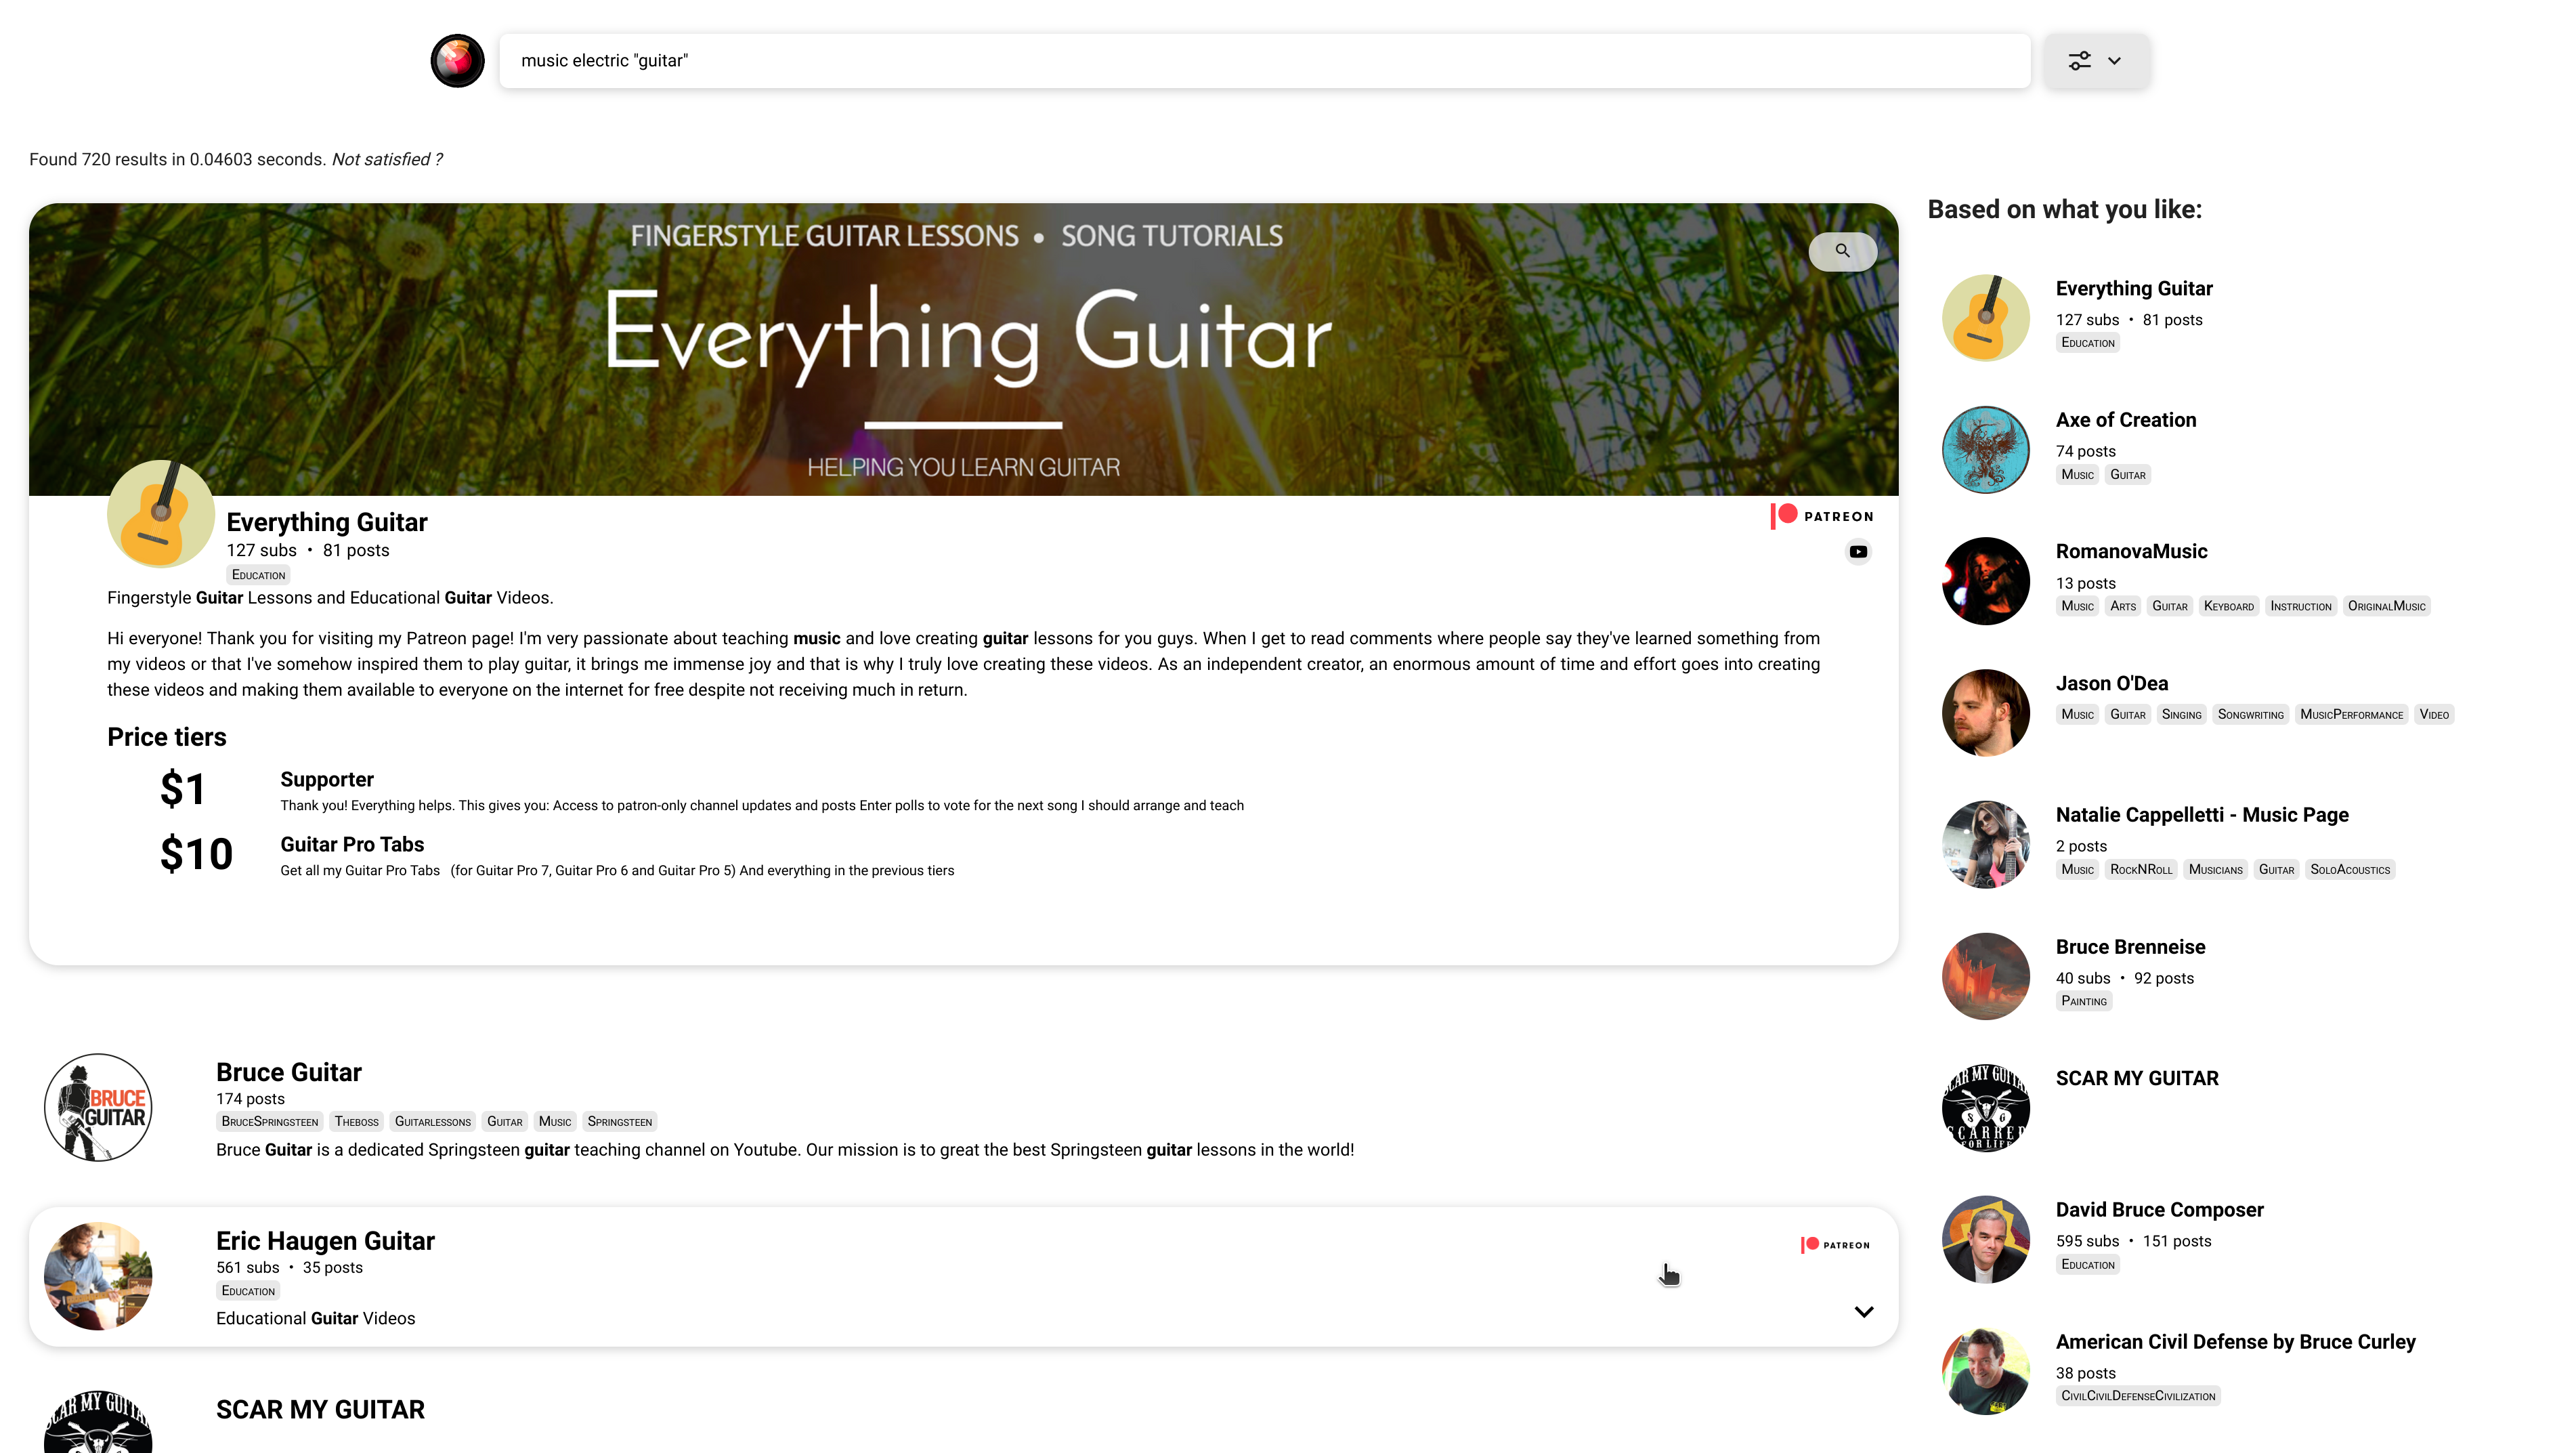 music electric "guitar"
Found 720 results in 0.04603 seconds. Not satisfied ?
FINGERSTYLE GUITAR LESSONS • SONG TUTORIALS
Everything Guitar
HELPING YOU LEARN GUITAR
Everything Guitar
127 subs • 81 posts
Education
PATREON
Fingerstyle Guitar Lessons and Educational Guitar Videos.
Hi everyone! Thank you for visiting my Patreon page! I'm very passionate about teaching music and love creating guitar lessons for you guys. When I get to read comments where people say they've learned something from
my videos or that I've somehow inspired them to play guitar, it brings me immense joy and that is why I truly love creating these videos. As an independent creator, an enormous amount of time and effort goes into creating
these videos and making them available to everyone on the internet for free despite not receiving much in return.
Price tiers
$1
Supporter
Thank you! Everything helps. This gives you: Access to patron-only channel updates and posts Enter polls to vote for the next song I should arrange and teach
$10
Guitar Pro Tabs
Get all my Guitar Pro Tabs (for Guitar Pro 7, Guitar Pro 6 and Guitar Pro 5) And everything in the previous tiers
BRUCE
GUITAR
Bruce Guitar
174 posts
BruceSpringsteen Theboss Guitarlessons Guitar Music Springsteen
Bruce Guitar is a dedicated Springsteen guitar teaching channel on Youtube. Our mission is to great the best Springsteen guitar lessons in the world!
Eric Haugen Guitar
561 subs • 35 posts
Education
Educational Guitar Videos
PATREON
SCAR MY GUITAR
Based on what you like:
Everything Guitar
127 subs • 81 posts
Education
Axe of Creation
74 posts
Music Guitar
RomanovaMusic
13 posts
Music Arts Guitar Keyboard Instruction OriginalMusic
Jason O'Dea
Music Guitar Singing Songwriting MusicPerformance Video
Natalie Cappelletti - Music Page
2 posts
Music RockNRoll Musicians Guitar SoloAcoustics
Bruce Brenneise
40 subs • 92 posts
Painting
SCAR MY GUITAR
David Bruce Composer
595 subs • 151 posts
Education
American Civil Defense by Bruce Curley
38 posts
CivilCivilDefenseCivilization